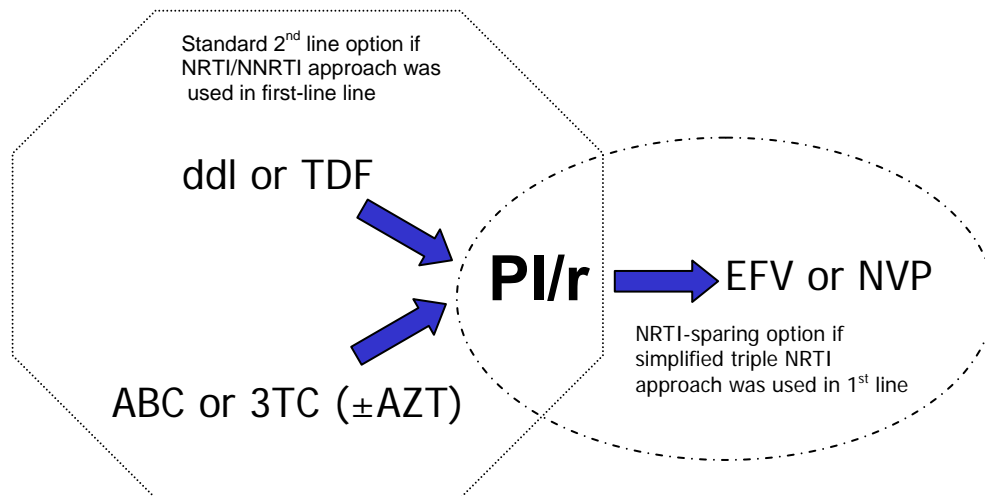 Standard 2nd line option if
NRTI/NNRTI approach was
used in first-line line
ddI or TDF
PI/r
EFV or NVP
NRTI-sparing option if
simplified triple NRTI
approach was used in 1st line
ABC or 3TC (±AZT)